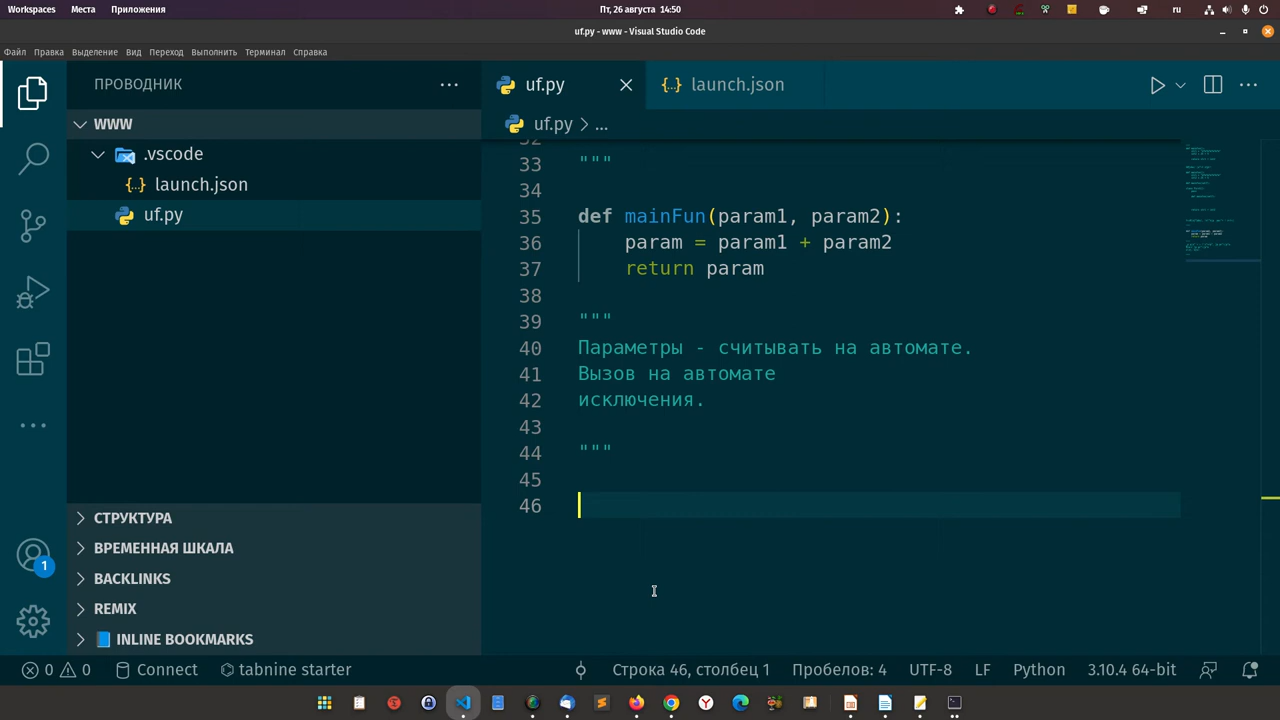 Workspaces Места Приложения Пт, 26 августа 14:50 ru
uf.py - www - Visual Studio Code
Файл Правка Выделение Вид Переход Выполнить Терминал Справка
ПРОВОДНИК
uf.py
launch.json
WWW
uf.py > ...
.vscode
launch.json
uf.py
33 """
34
35 def mainFun(param1, param2):
36 param = param1 + param2
37 return param
38
39 """
40 Параметры - считывать на автомате.
41 Вызов на автомате
42 исключения.
43
44 """
45
46
СТРУКТУРА
ВРЕМЕННАЯ ШКАЛА
BACKLINKS
REMIX
INLINE BOOKMARKS
1
0 0 Connect tabnine starter Строка 46, столбец 1 Пробелов: 4 UTF-8 LF Python 3.10.4 64-bit